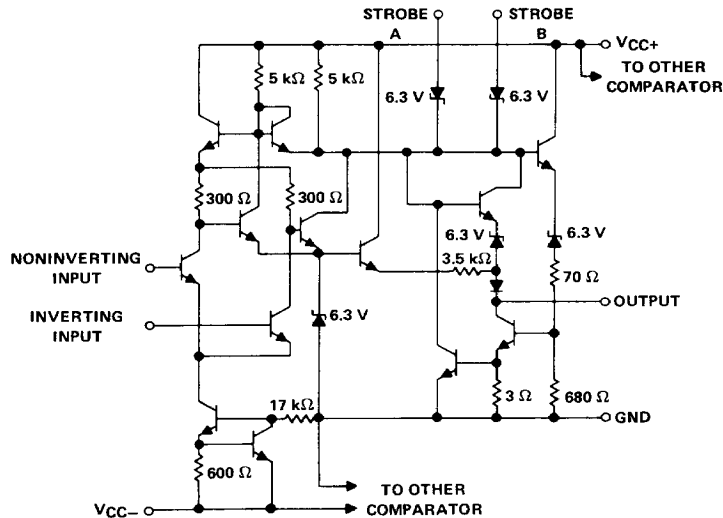 STROBE
A
STROBE
B
VCC+
TO OTHER
COMPARATOR
5 kΩ
5 kΩ
6.3 V
6.3 V
300 Ω
300 Ω
6.3 V
6.3 V
NONINVERTING
INPUT
3.5 kΩ
70 Ω
OUTPUT
INVERTING
INPUT
6.3 V
17 kΩ
3 Ω
680 Ω
GND
600 Ω
TO OTHER
COMPARATOR
VCC–